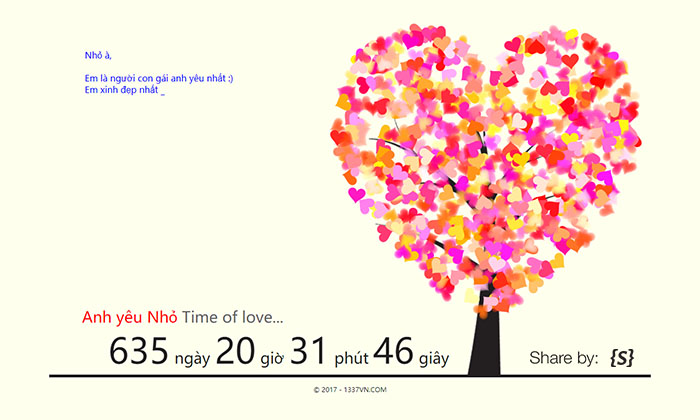 Nhỏ à,
Em là người con gái anh yêu nhất :)
Em xinh đẹp nhất _
Anh yêu Nhỏ Time of love...
635 ngày 20 giờ 31 phút 46 giây
Share by: {S}
© 2017 - 1337VN.COM